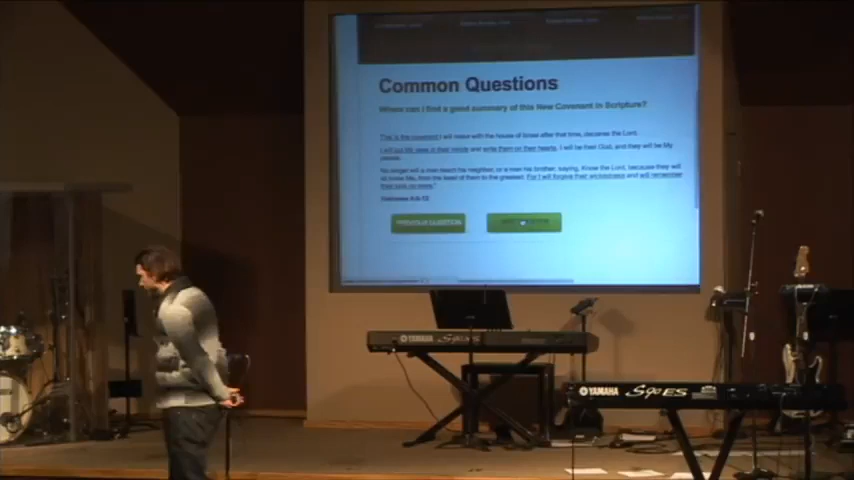 Common Questions
Where can I find a good summary of this New Covenant in Scripture?
This is the covenant I will make with the house of Israel after that time, declares the Lord.
I will put My laws in their minds and write them on their hearts. I will be their God, and they will be My
people.
No longer will a man teach his neighbor, or a man his brother, saying, Know the Lord, because they will
all know Me, from the least of them to the greatest. For I will forgive their wickedness and will remember
their sins no more."
Hebrews
PREVIOUS QUESTION
YAMAHA
YAMAHA S90 ES